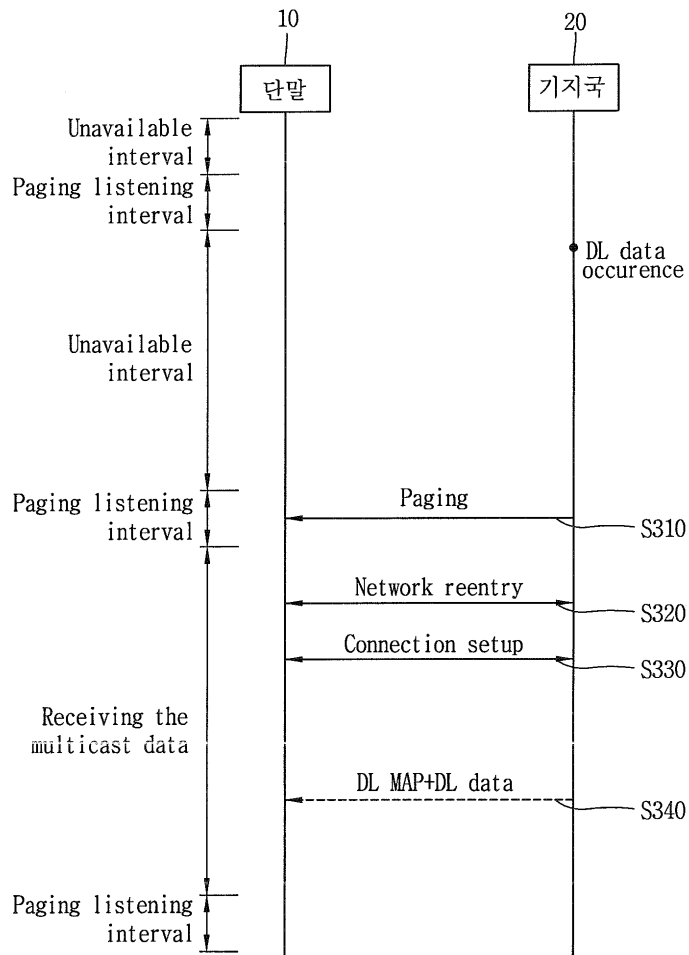 10
20
단말
기지국
Unavailable
interval
Paging listening
interval
DL data
occurence
Unavailable
interval
Paging listening
interval
Paging
S310
Network reentry
S320
Connection setup
S330
Receiving the
multicast data
DL MAP+DL data
S340
Paging listening
interval